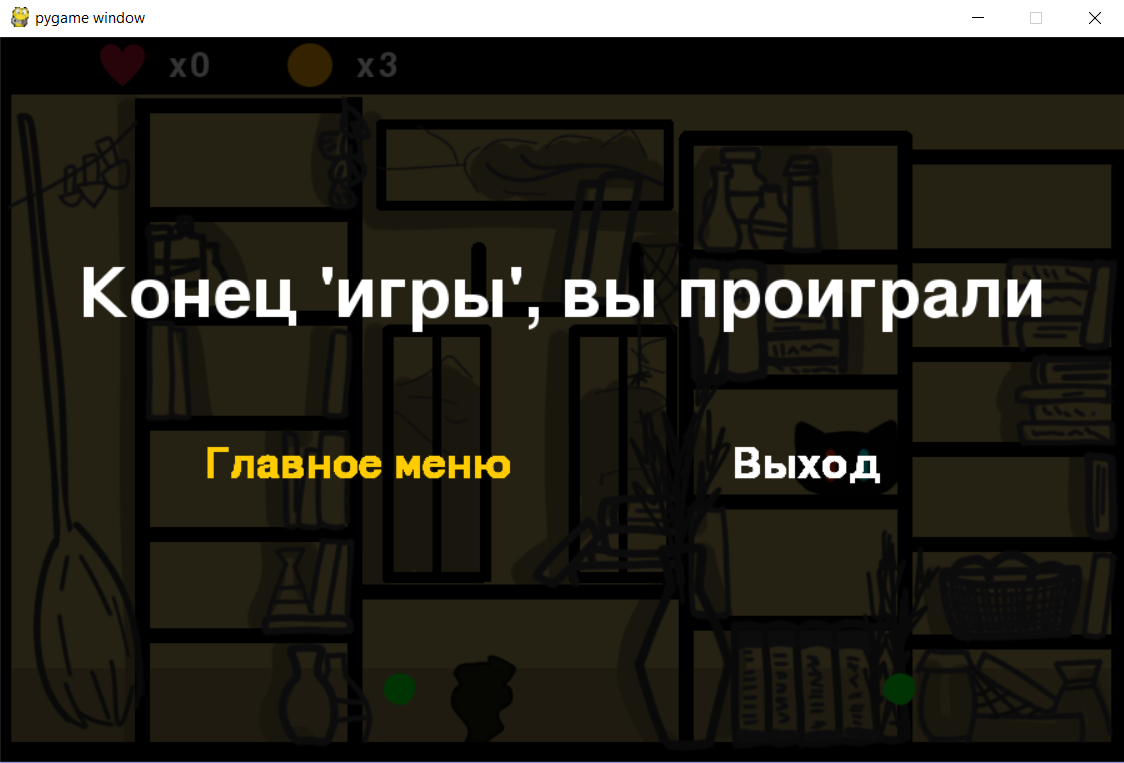 pygame window
x0 x3
Конец 'игры', вы проиграли
Главное меню Выход